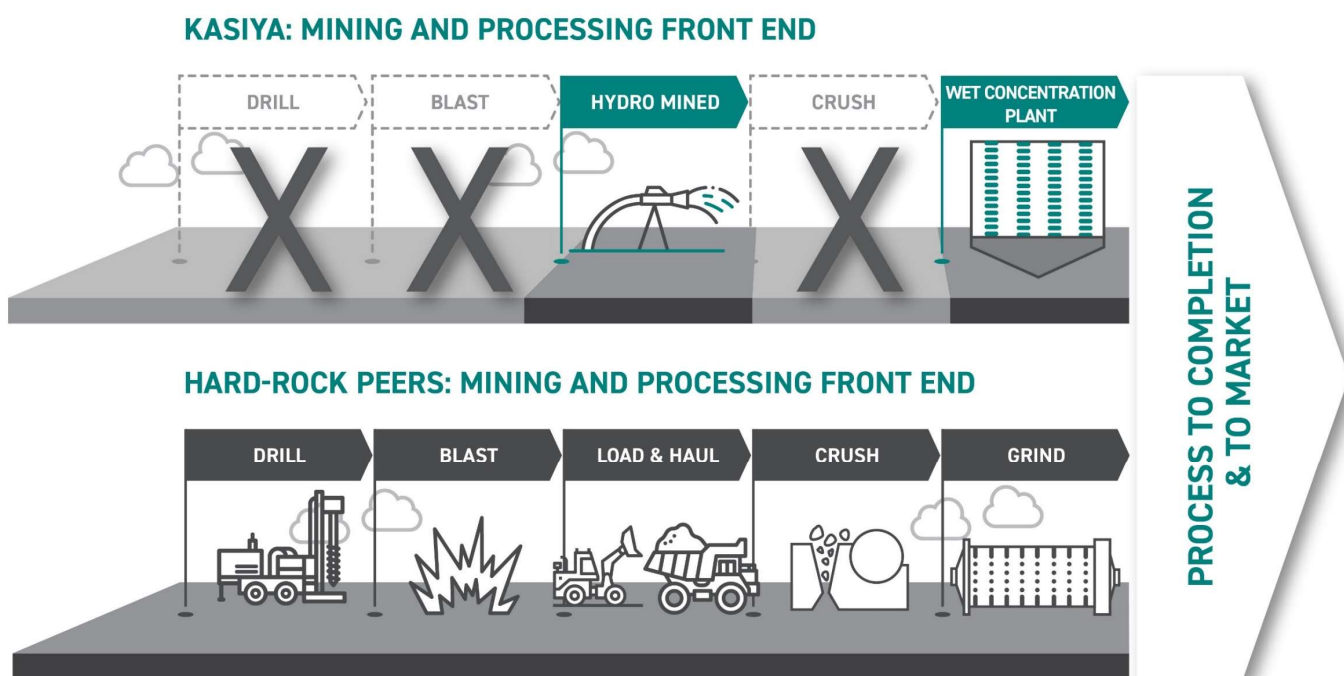 KASIYA: MINING AND PROCESSING FRONT END
DRILL
BLAST
HYDRO MINED
CRUSH
WET CONCENTRATION
PLANT
HARD-ROCK PEERS: MINING AND PROCESSING FRONT END
DRILL
BLAST
LOAD & HAUL
CRUSH
GRIND
PROCESS TO COMPLETION
& TO MARKET